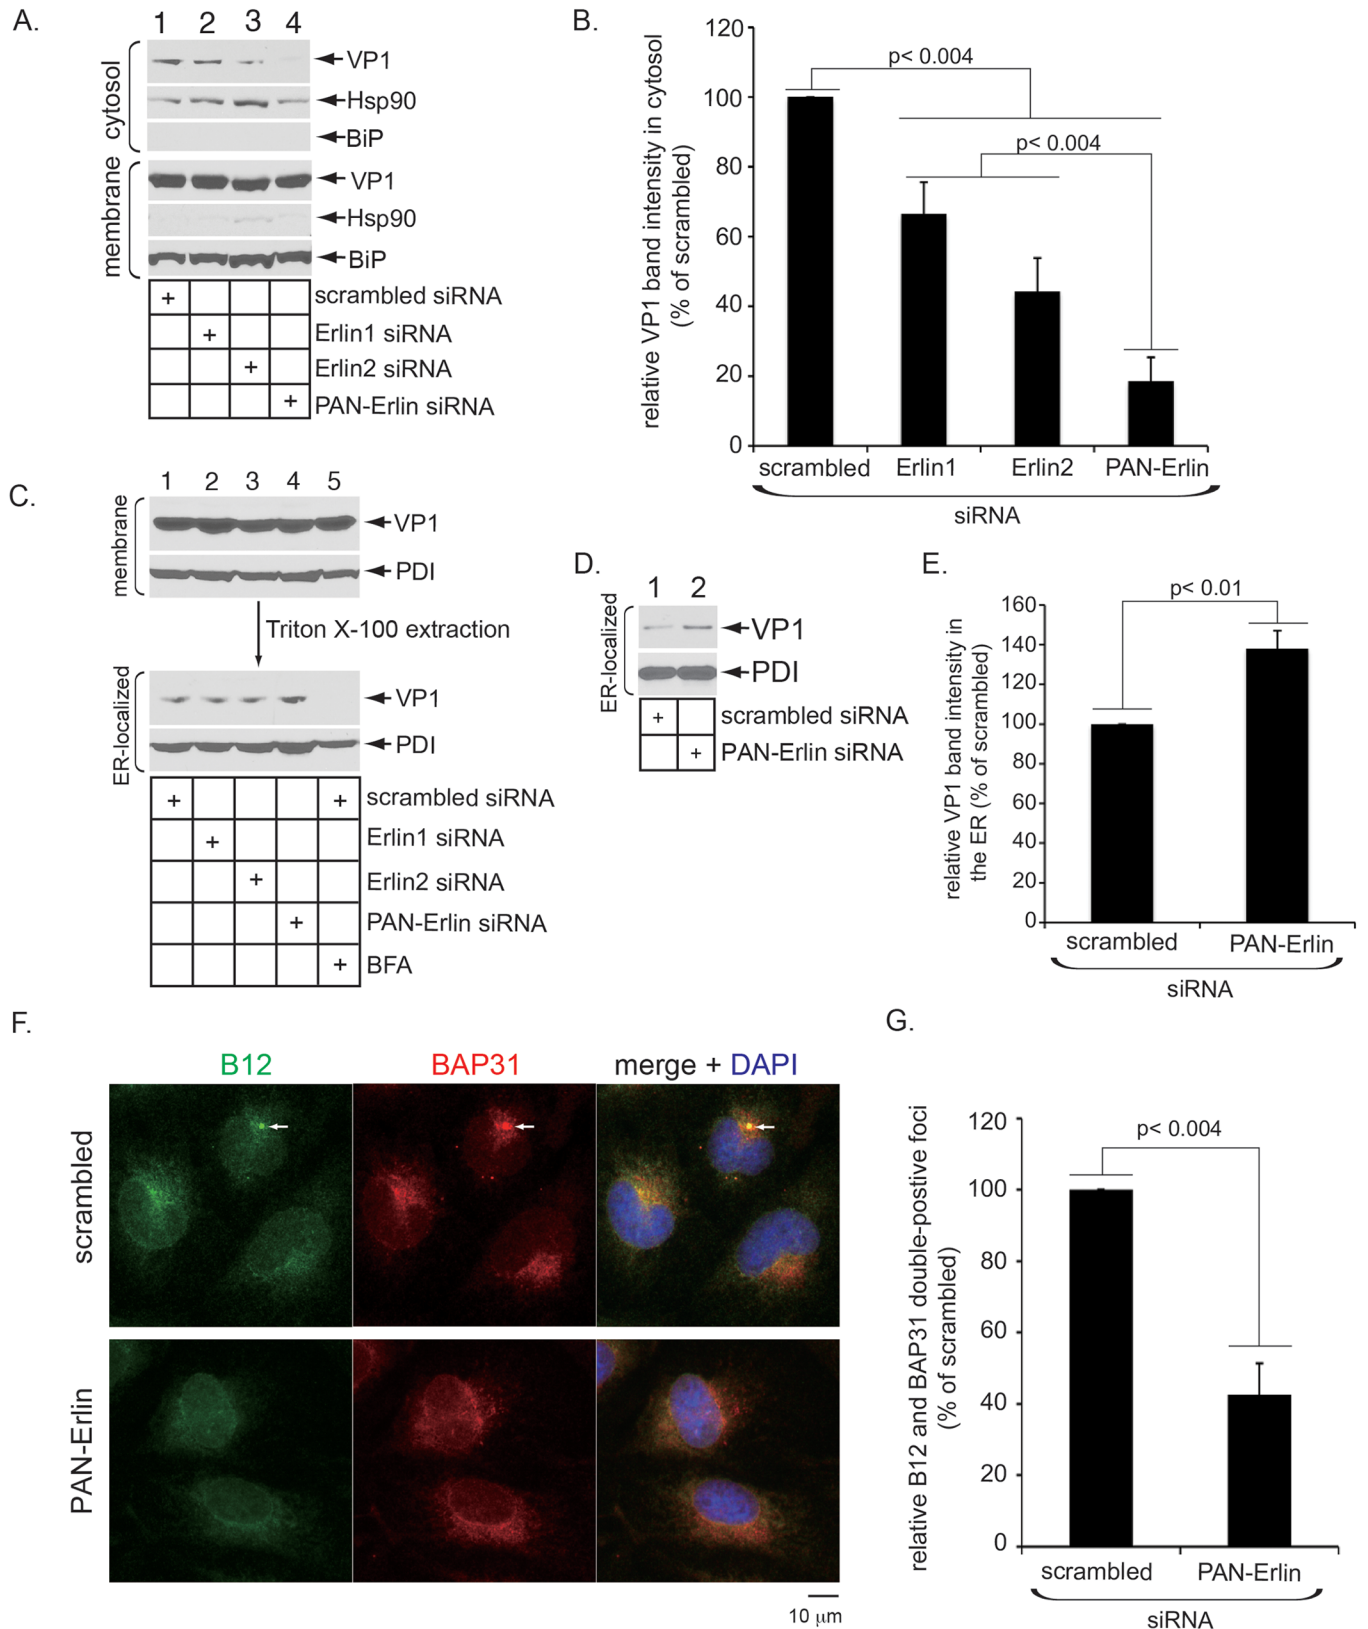 A.
1 2 3 4
cytosol
VP1
Hsp90
BiP
membrane
VP1
Hsp90
BiP
+ scrambled siRNA
+ Erlin1 siRNA
+ Erlin2 siRNA
+ PAN-Erlin siRNA
B.
relative VP1 band intensity in cytosol
(% of scrambled)
120
100
80
60
40
20
0
p< 0.004
p< 0.004
scrambled Erlin1 Erlin2 PAN-Erlin
siRNA
C.
1 2 3 4 5
membrane
VP1
PDI
Triton X-100 extraction
ER-localized
VP1
PDI
+ + scrambled siRNA
+ Erlin1 siRNA
+ Erlin2 siRNA
+ PAN-Erlin siRNA
+ BFA
D.
1 2
ER-localized
VP1
PDI
+ scrambled siRNA
+ PAN-Erlin siRNA
E.
relative VP1 band intensity in
the ER (% of scrambled)
160
140
120
100
80
60
40
20
0
p< 0.01
scrambled PAN-Erlin
siRNA
F.
B12 BAP31 merge + DAPI
scrambled
PAN-Erlin
10 µm
G.
relative B12 and BAP31 double-postive foci
(% of scrambled)
120
100
80
60
40
20
0
p< 0.004
scrambled PAN-Erlin
siRNA